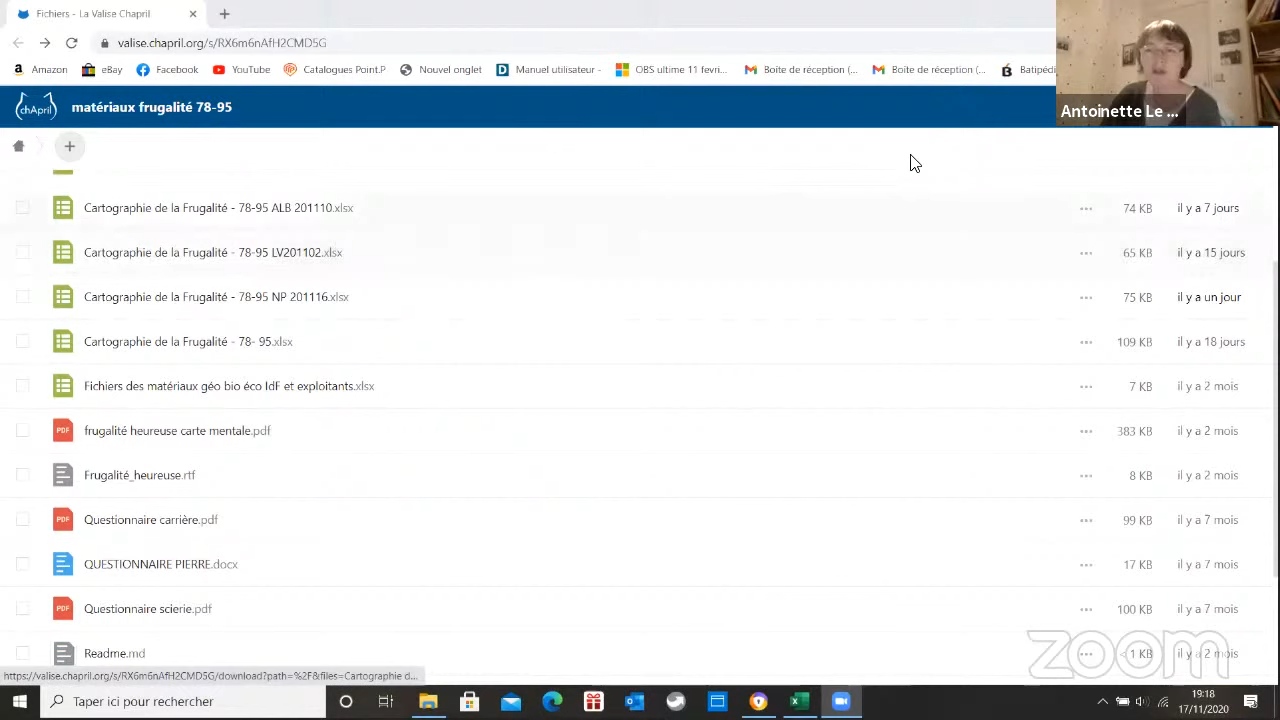 Fichiers - La Valise Chapril
valise.chapril.org/s/RX6m6nAfH2CMD5G
Amazon eBay Facebook YouTube Catalogues Point.P Nouvel onglet Manuel utilisateur - OBS ultime 11 fevri... Boîte de réception (... Boîte de réception (... Batipédi
chApril matériaux frugalité 78-95
Antoinette Le ...
Cartographie de la Frugalité - 78-95 ALB 201110.xlsx 74 KB il y a 7 jours
Cartographie de la Frugalité - 78-95 LV201102.xlsx 65 KB il y a 15 jours
Cartographie de la Frugalité - 78-95 NP 201116.xlsx 75 KB il y a un jour
Cartographie de la Frugalité - 78- 95.xlsx 109 KB il y a 18 jours
Fichiers des matériaux géo bio éco IdF et exploitants.xlsx 7 KB il y a 2 mois
frugalité heureuse carte mentale.pdf 383 KB il y a 2 mois
Frugalité_heureuse.rtf 8 KB il y a 2 mois
Questionnaire carrière.pdf 99 KB il y a 7 mois
QUESTIONNAIRE PIERRE.docx 17 KB il y a 7 mois
Questionnaire scierie.pdf 100 KB il y a 7 mois
Readme.md < 1 KB il y a 2 mois
zoom
https://valise.chapril.org/s/RX6m6nAfH2CMD5G/download?path=%2F&files=Cartographie d...
Taper ici pour rechercher
19:18
17/11/2020